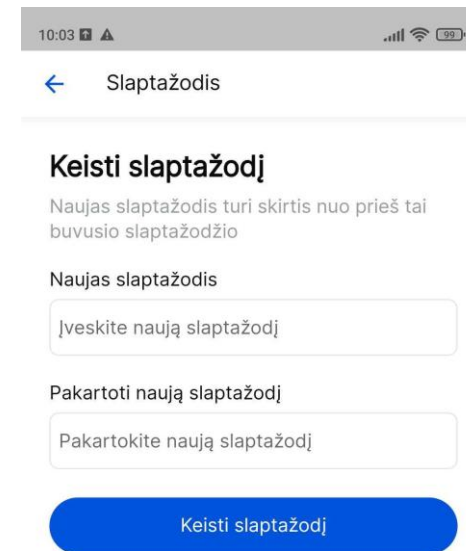 10:03
99
Slaptažodis
Keisti slaptažodį
Naujas slaptažodis turi skirtis nuo prieš tai
buvusio slaptažodžio
Naujas slaptažodis
Įveskite naują slaptažodį
Pakartoti naują slaptažodį
Pakartokite naują slaptažodį
Keisti slaptažodį